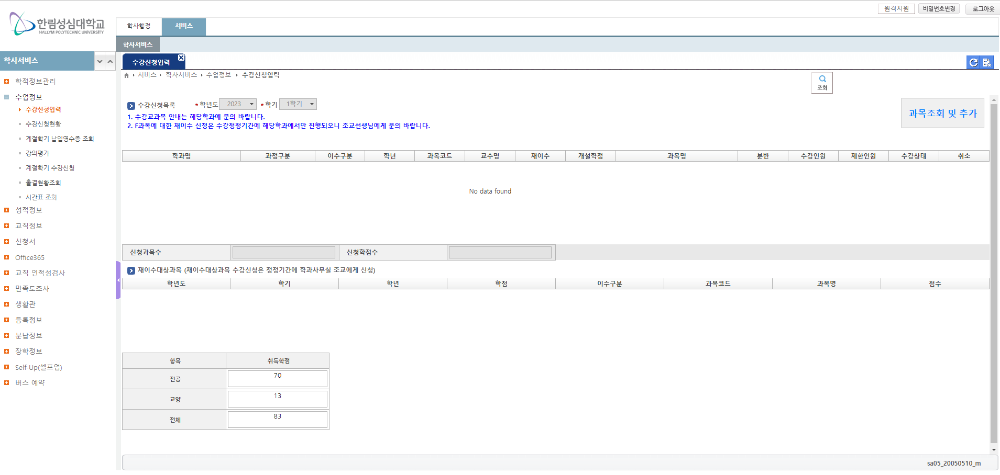 원격지원 비밀번호변경 로그아웃
한림성심대학교
HALLYM POLYTECHNIC UNIVERSITY
학사행정 서비스
학사서비스
학사서비스
수강신청입력
서비스 학사서비스 수업정보 수강신청입력
조회
학적정보관리
수업정보
수강신청입력
수강신청현황
계절학기 납입영수증 조회
강의평가
계절학기 수강신청
출결현황조회
시간표 조회
성적정보
교직정보
신청서
Office365
교직 인적성검사
만족도조사
생활관
등록정보
분납정보
장학정보
Self-Up(셀프업)
버스 예약
수강신청목록 * 학년도 2023 * 학기 1학기
1. 수강교과목 안내는 해당학과에 문의 바랍니다.
2. F과목에 대한 재이수 신청은 수강정정기간에 해당학과에서만 진행되오니 조교선생님에게 문의 바랍니다.
과목조회 및 추가
학과명 과정구분 이수구분 학년 과목코드 교수명 재이수 개설학점 과목명 분반 수강인원 제한인원 수강상태 취소
No data found
신청과목수 신청학점수
재이수대상과목 (재이수대상과목 수강신청은 정정기간에 학과사무실 조교에게 신청)
학년도 학기 학년 학점 이수구분 과목코드 과목명 점수
항목 취득학점
전공 70
교양 13
전체 83
sa05_20050510_m